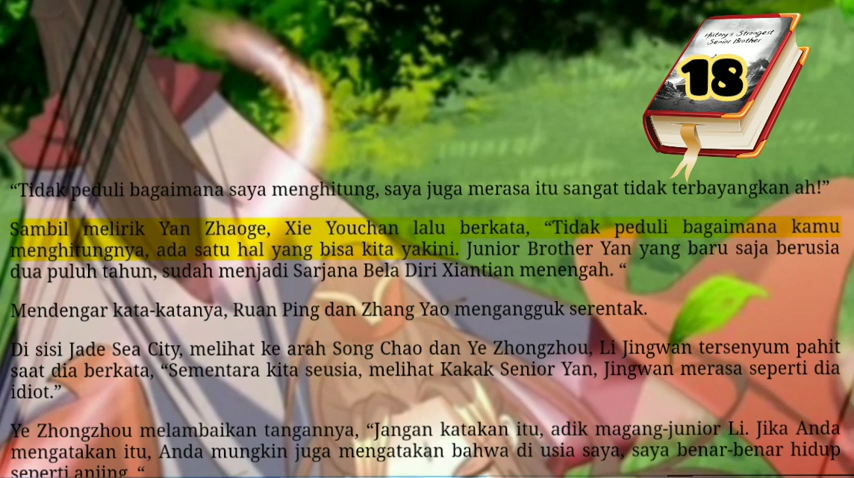 History's Strongest
Senior Brother
18
“Tidak peduli bagaimana saya menghitung, saya juga merasa itu sangat tidak terbayangkan ah!”
Sambil melirik Yan Zhaoge, Xie Youchan lalu berkata, “Tidak peduli bagaimana kamu
menghitungnya, ada satu hal yang bisa kita yakini. Junior Brother Yan yang baru saja berusia
dua puluh tahun, sudah menjadi Sarjana Bela Diri Xiantian menengah. “
Mendengar kata-katanya, Ruan Ping dan Zhang Yao mengangguk serentak.
Di sisi Jade Sea City, melihat ke arah Song Chao dan Ye Zhongzhou, Li Jingwan tersenyum pahit
saat dia berkata, “Sementara kita seusia, melihat Kakak Senior Yan, Jingwan merasa seperti dia
idiot.”
Ye Zhongzhou melambaikan tangannya, “Jangan katakan itu, adik magang-junior Li. Jika Anda
mengatakan itu, Anda mungkin juga mengatakan bahwa di usia saya, saya benar-benar hidup
seperti anjing. “